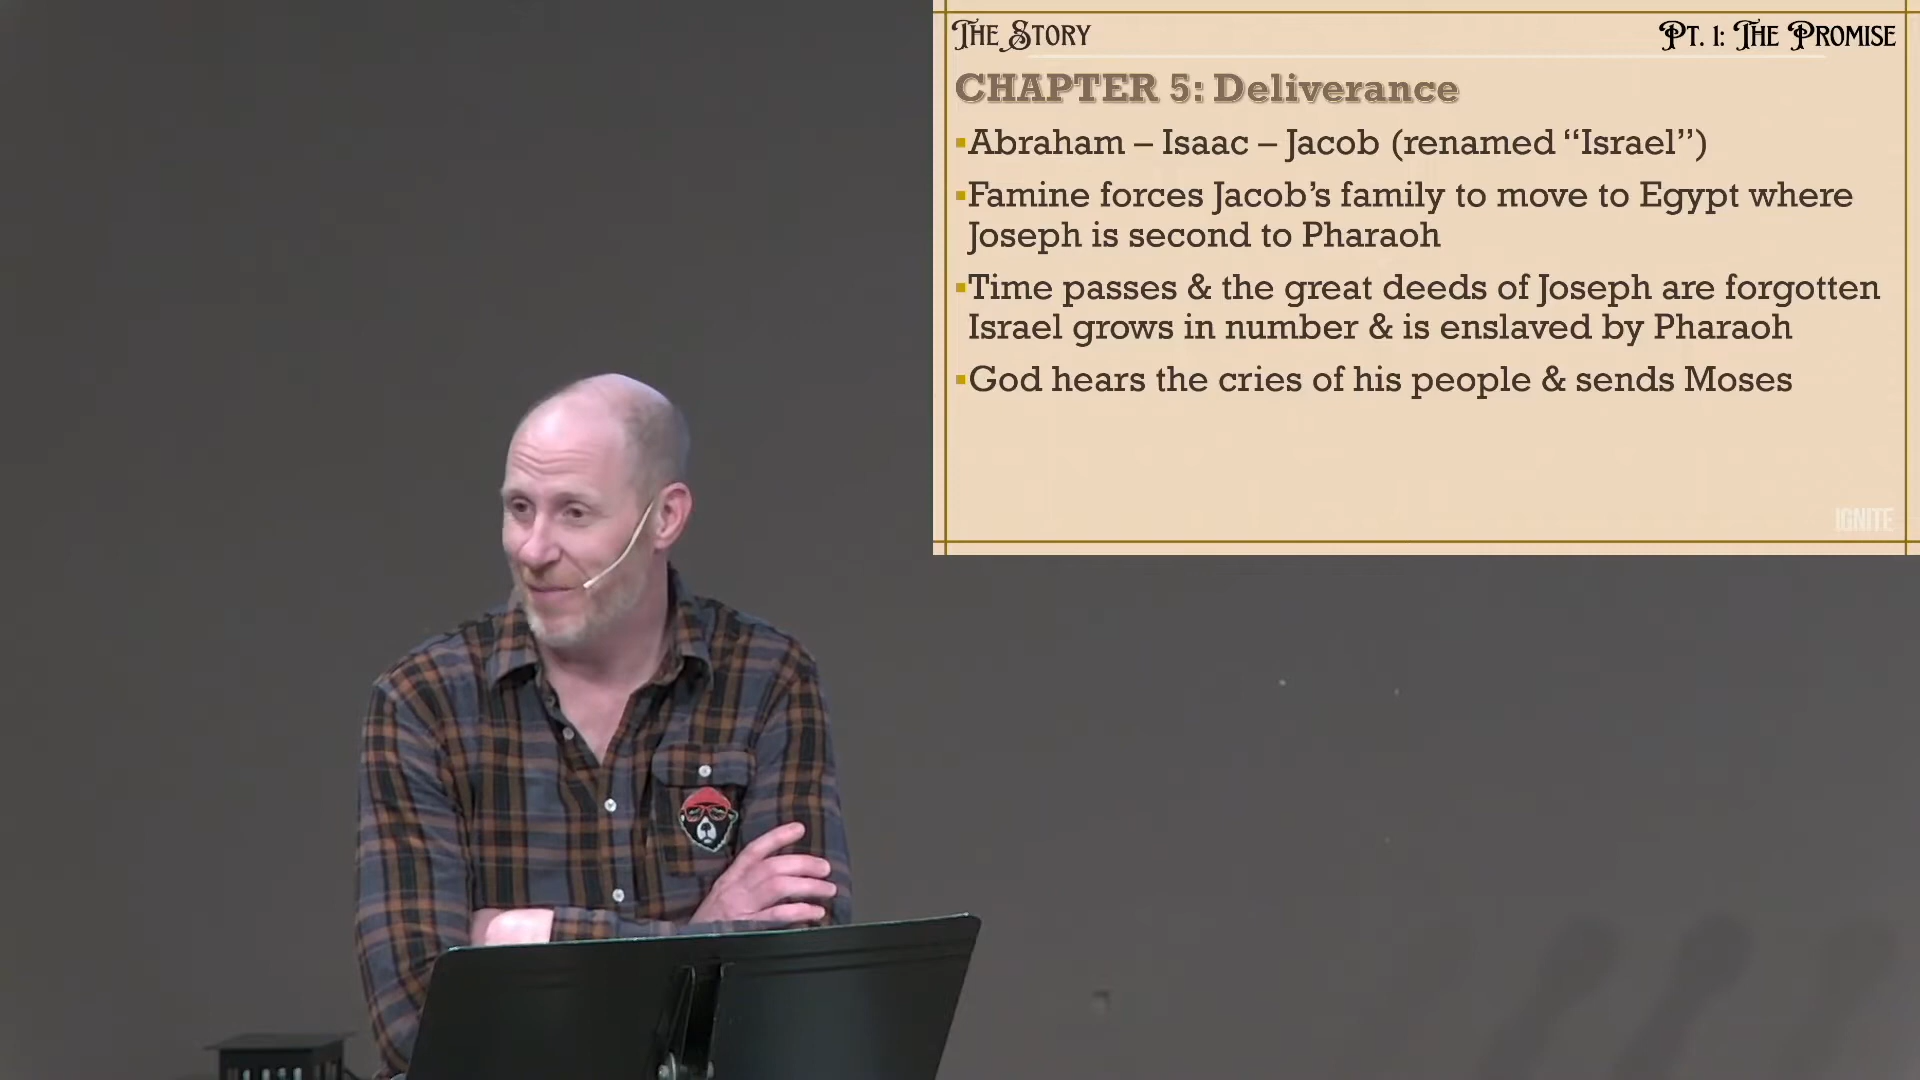 The Story
Pt. 1: The Promise
CHAPTER 5: Deliverance
▪Abraham – Isaac – Jacob (renamed “Israel”)
▪Famine forces Jacob’s family to move to Egypt where
Joseph is second to Pharaoh
▪Time passes & the great deeds of Joseph are forgotten
Israel grows in number & is enslaved by Pharaoh
▪God hears the cries of his people & sends Moses
IGNITE